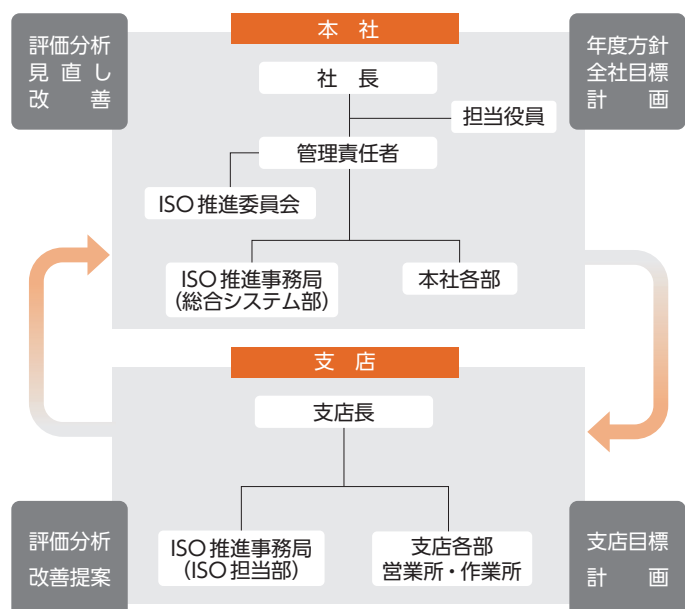 評価分析
見直し
改善
本社
年度方針
全社目標
計画
社長
担当役員
管理責任者
ISO推進委員会
ISO推進事務局
（総合システム部）
本社各部
支店
支店長
評価分析
改善提案
ISO推進事務局
（ISO担当部）
支店各部
営業所・作業所
支店目標
計画